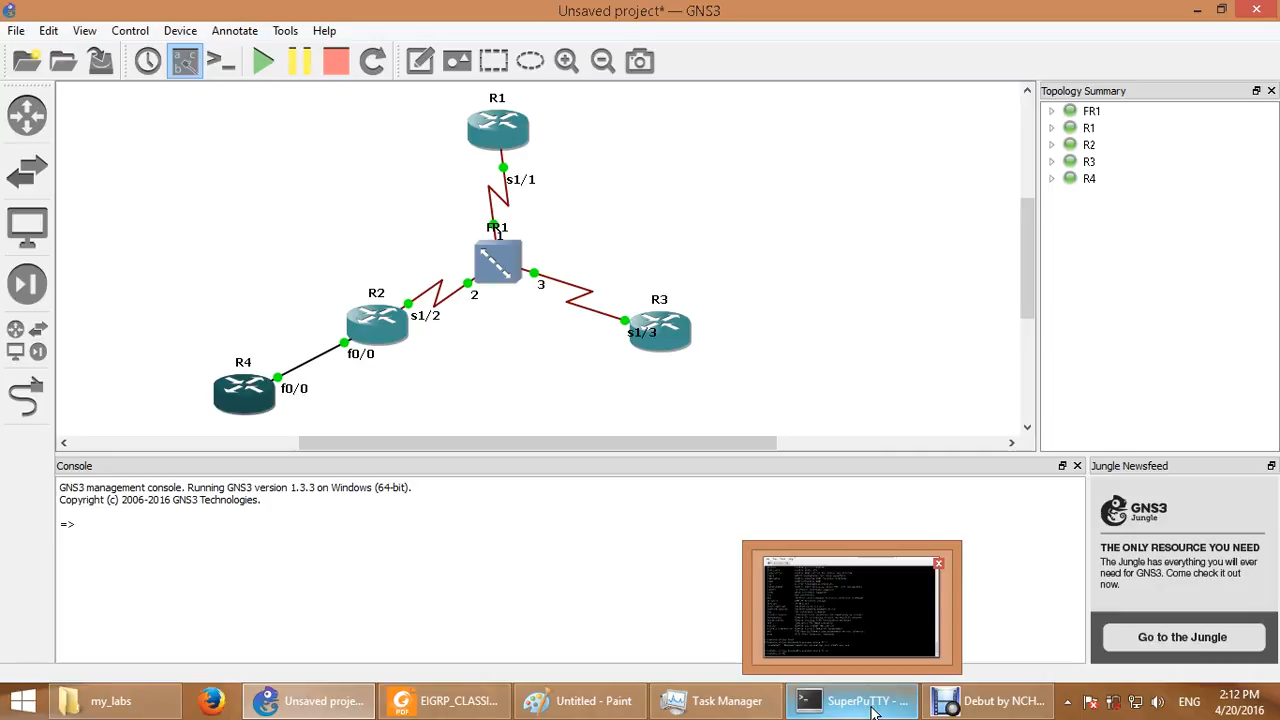 Unsaved project* — GNS3
File Edit View Control Device Annotate Tools Help
Topology Summary
FR1
R1
R2
R3
R4
R1
s1/1
FR1
1
R2
2
3
R3
s1/2
s1/3
R4
f0/0
f0/0
Console
Jungle Newsfeed
GNS3 management console. Running GNS3 version 1.3.3 on Windows (64-bit).
Copyright (c) 2006-2016 GNS3 Technologies.
=>
GNS3
Jungle
THE ONLY RESOURCE YOU NEED
The Jungle has everything you will ever
need for GNS3. Come on in!
Go to the Jungle
mr labs
Unsaved proje...
EIGRP_CLASSI...
Untitled - Paint
Task Manager
SuperPuTTY - ...
Debut by NCH...
ENG
2:12 PM
4/20/2016